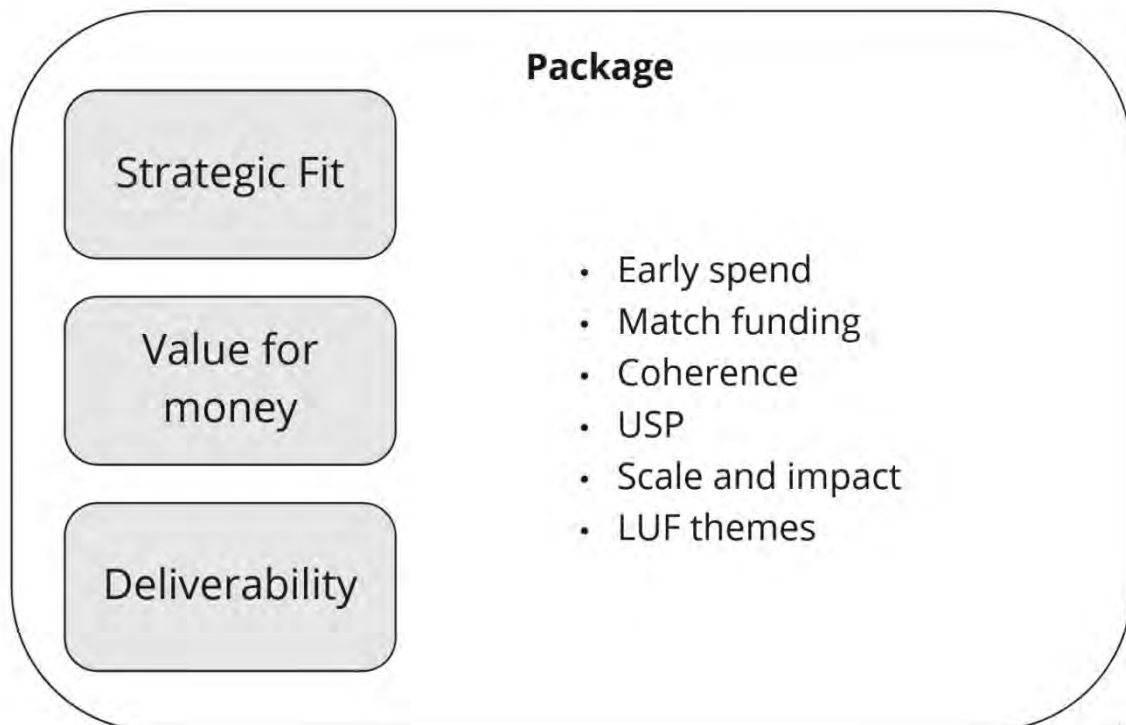 Package
Strategic Fit
Value for
money
Deliverability
• Early spend
• Match funding
• Coherence
• USP
• Scale and impact
• LUF themes